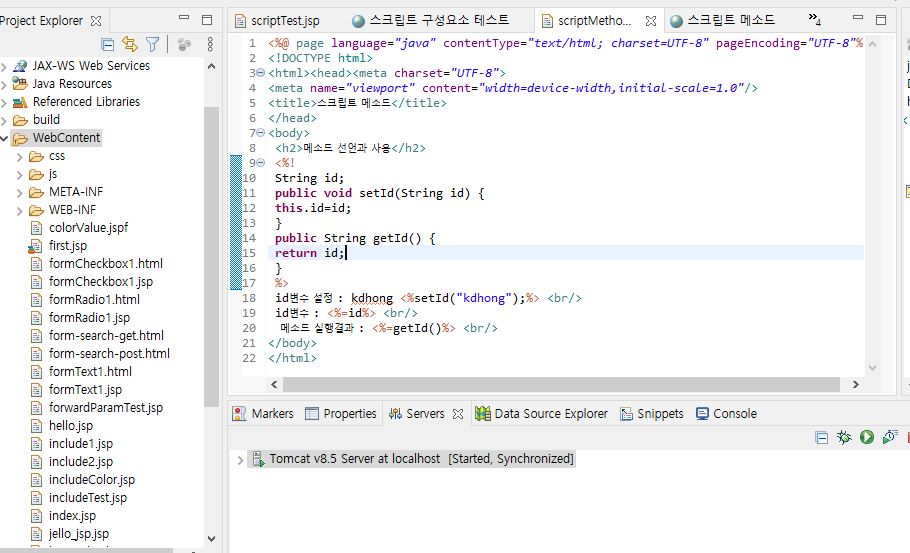 Project Explorer
JAX-WS Web Services
Java Resources
Referenced Libraries
build
WebContent
css
js
META-INF
WEB-INF
colorValue.jspf
first.jsp
formCheckbox1.html
formCheckbox1.jsp
formRadio1.html
formRadio1.jsp
form-search-get.html
form-search-post.html
formText1.html
formText1.jsp
forwardParamTest.jsp
hello.jsp
include1.jsp
include2.jsp
includeColor.jsp
includeTest.jsp
index.jsp
jello_jsp.jsp
scriptTest.jsp 스크립트 구성요소 테스트 scriptMetho... 스크립트 메소드 »4
1 <%@ page language="java" contentType="text/html; charset=UTF-8" pageEncoding="UTF-8"%
2 <!DOCTYPE html>
3 <html><head><meta charset="UTF-8">
4 <meta name="viewport" content="width=device-width,initial-scale=1.0"/>
5 <title>스크립트 메소드</title>
6 </head>
7 <body>
8 <h2>메소드 선언과 사용</h2>
9 <%!
10 String id;
11 public void setId(String id) {
12 this.id=id;
13 }
14 public String getId() {
15 return id;
16 }
17 %>
18 id변수 설정 : kdhong <%setId("kdhong");%> <br/>
19 id변수 : <%=id%> <br/>
20 메소드 실행결과 : <%=getId()%> <br/>
21 </body>
22 </html>
Markers Properties Servers Data Source Explorer Snippets Console
Tomcat v8.5 Server at localhost [Started, Synchronized]